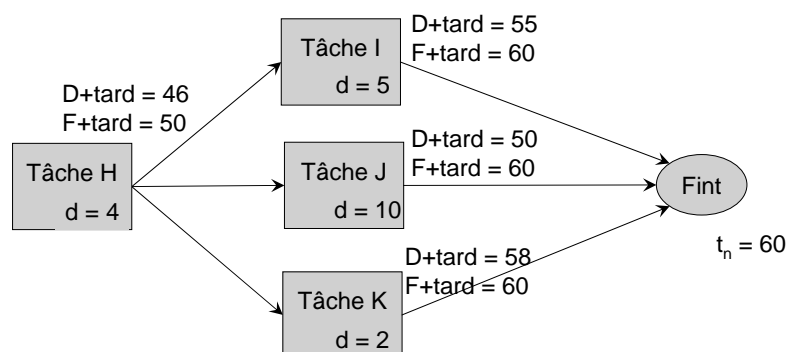 D+tard = 55
F+tard = 60
Tâche I
d = 5
D+tard = 46
F+tard = 50
Tâche H
d = 4
D+tard = 50
F+tard = 60
Tâche J
d = 10
Fint
tn = 60
D+tard = 58
F+tard = 60
Tâche K
d = 2